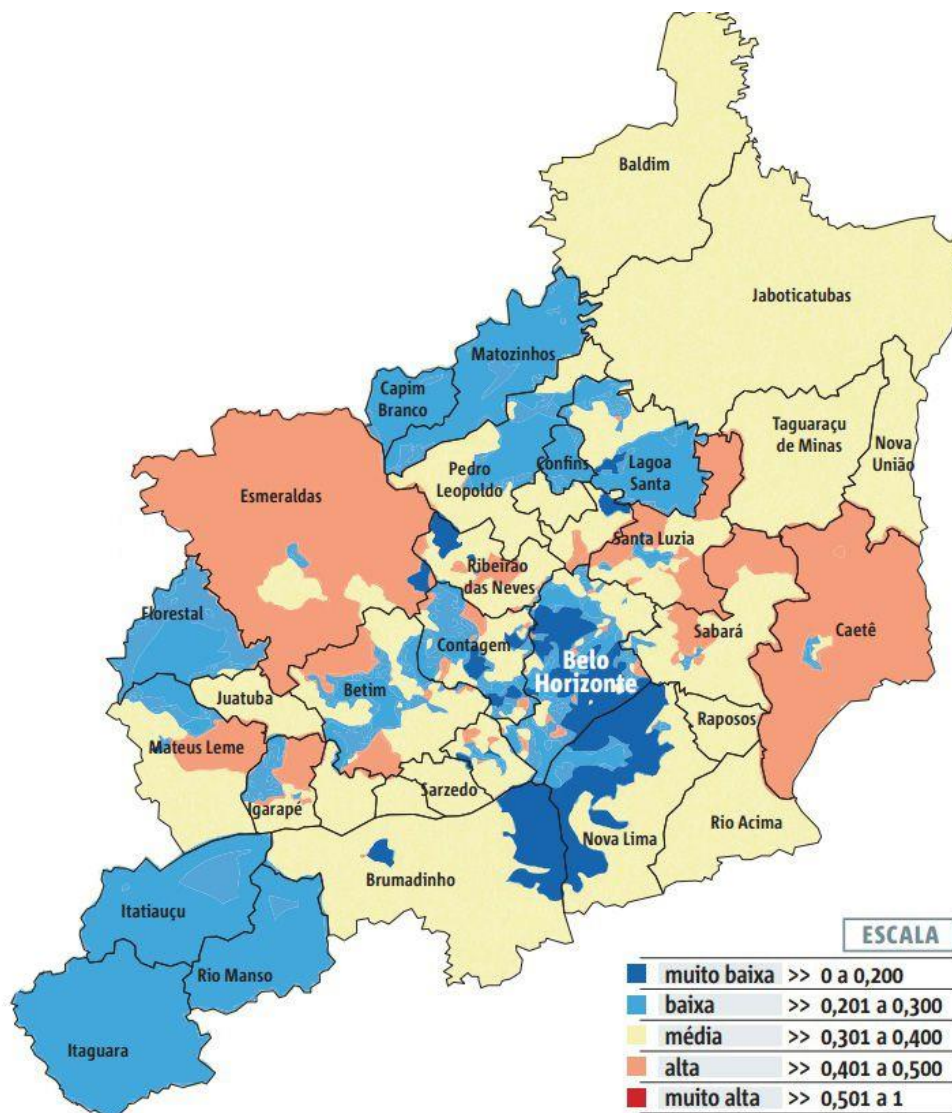 Baldim
Jaboticatubas
Matozinhos
Capim
Branco
Taguaraçu
de Minas
Nova
União
Confins
Lagoa
Santa
Pedro
Leopoldo
Esmeraldas
Santa Luzia
Ribeirão
das Neves
Florestal
Contagem
Sabará
Caetê
Belo
Horizonte
Juatuba
Betim
Raposos
Mateus Leme
Sarzedo
Igarapé
Rio Acima
Nova Lima
Brumadinho
Itatiauçu
Rio Manso
Itaguara
ESCALA
muito baixa >> 0 a 0,200
baixa >> 0,201 a 0,300
média >> 0,301 a 0,400
alta >> 0,401 a 0,500
muito alta >> 0,501 a 1